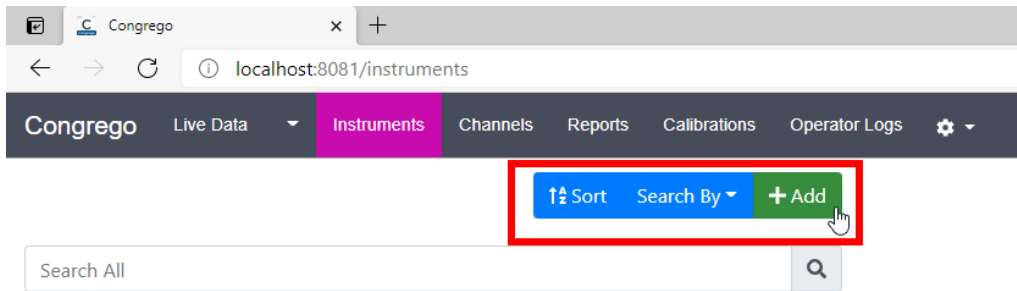 Congrego
localhost:8081/instruments
Congrego Live Data Instruments Channels Reports Calibrations Operator Logs
Sort Search By Add
Search All